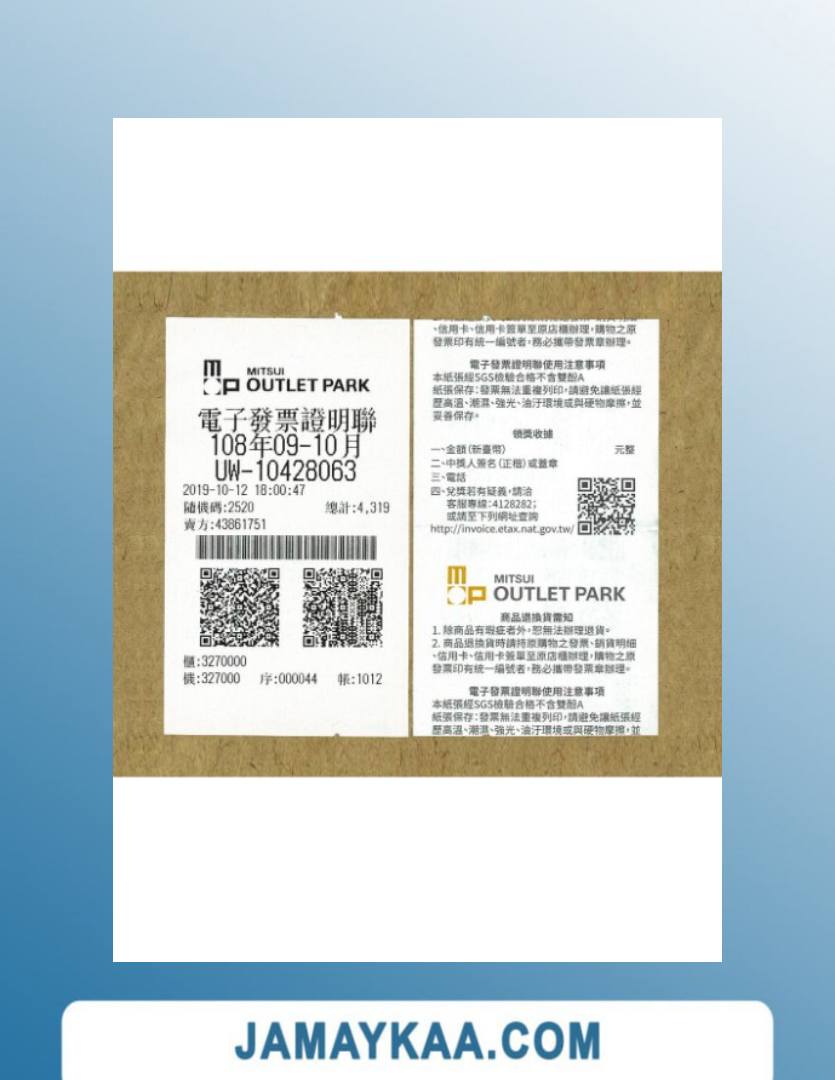 MITSUI
OUTLET PARK
電子發票證明聯
108年09-10月
UW-10428063
2019-10-12 18:00:47
隨機碼:2520 總計:4,319
賣方:43861751
櫃:3270000
機:327000 序:000044 帳:1012
、信用卡、信用卡簽單至原店櫃辦理,購物之原
發票印有統一編號者,務必攜帶發票章辦理。
電子發票證明聯使用注意事項
本紙張經SGS檢驗合格不含雙酚A
紙張保存:發票無法重複列印,請避免讓紙張經
歷高溫、潮濕、強光、油汙環境或與硬物摩擦,並
妥善保存。
領獎收據
一、金額(新臺幣) 元整
二、中獎人簽名(正楷)或蓋章
三、電話
四、兌獎若有疑義,請洽
客服專線:4128282;
或請至下列網址查詢
http://invoice.etax.nat.gov.tw/
MITSUI
OUTLET PARK
商品退換貨需知
1. 除商品有瑕疵者外,恕無法辦理退貨。
2. 商品退換貨時請持原購物之發票、銷貨明細
、信用卡、信用卡簽單至原店櫃辦理,購物之原
發票印有統一編號者,務必攜帶發票章辦理。
電子發票證明聯使用注意事項
本紙張經SGS檢驗合格不含雙酚A
紙張保存:發票無法重複列印,請避免讓紙張經
歷高溫、潮濕、強光、油汙環境或與硬物摩擦,並
JAMAYKAA.COM